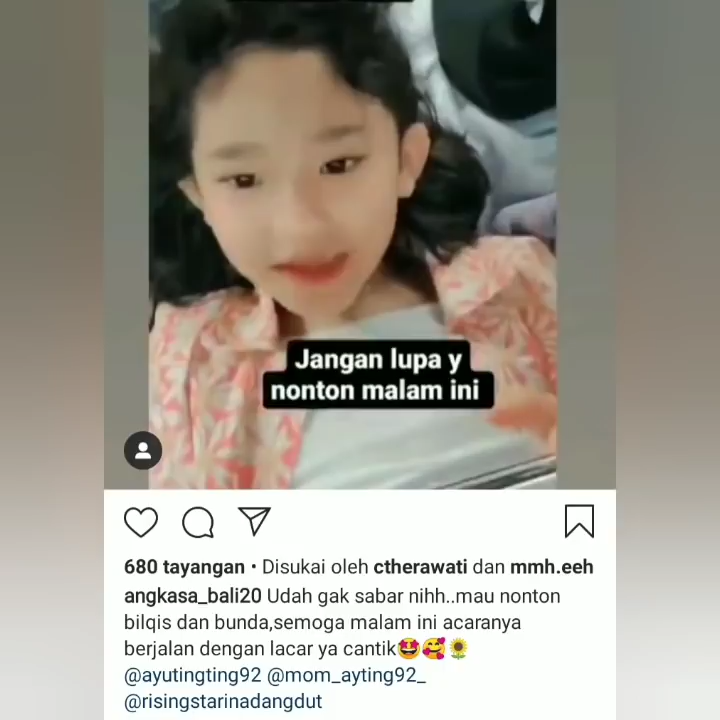 Jangan lupa y
nonton malam ini
680 tayangan • Disukai oleh ctherawati dan mmh.eeh
angkasa_bali20 Udah gak sabar nihh..mau nonton
bilqis dan bunda,semoga malam ini acaranya
berjalan dengan lacar ya cantik🤩🥰🌻
@ayutingting92 @mom_ayting92_
@risingstarinadangdut